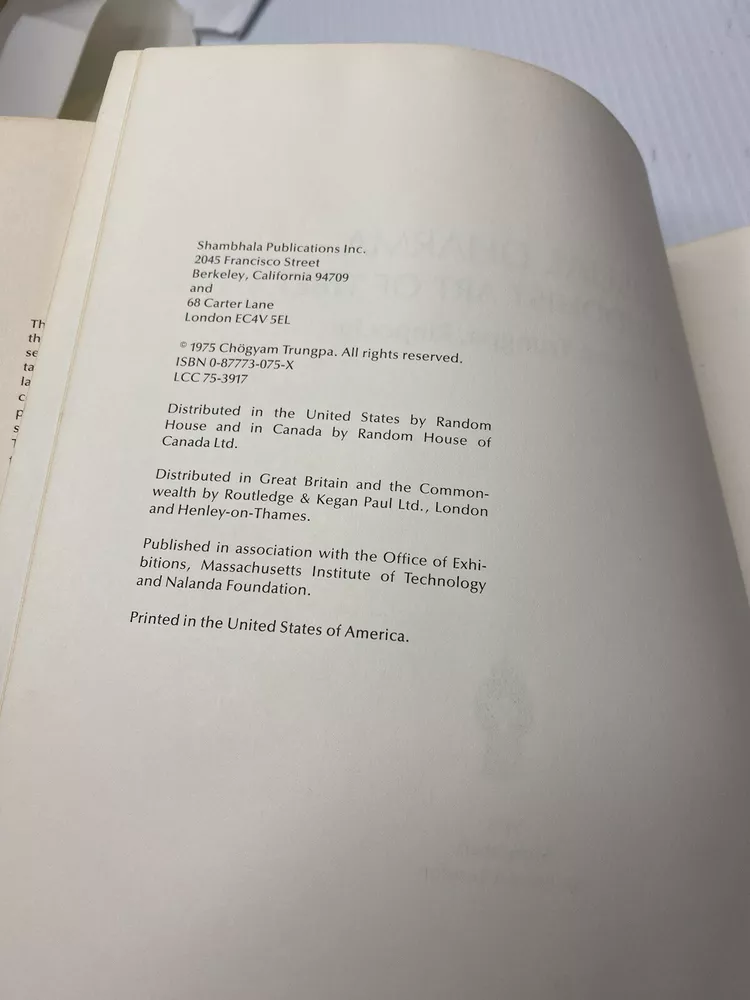 Shambhala Publications Inc.
2045 Francisco Street
Berkeley, California 94709
and
68 Carter Lane
London EC4V 5EL
© 1975 Chögyam Trungpa. All rights reserved.
ISBN 0-87773-075-X
LCC 75-3917
Distributed in the United States by Random
House and in Canada by Random House of
Canada Ltd.
Distributed in Great Britain and the Common-
wealth by Routledge & Kegan Paul Ltd., London
and Henley-on-Thames.
Published in association with the Office of Exhi-
bitions, Massachusetts Institute of Technology
and Nalanda Foundation.
Printed in the United States of America.